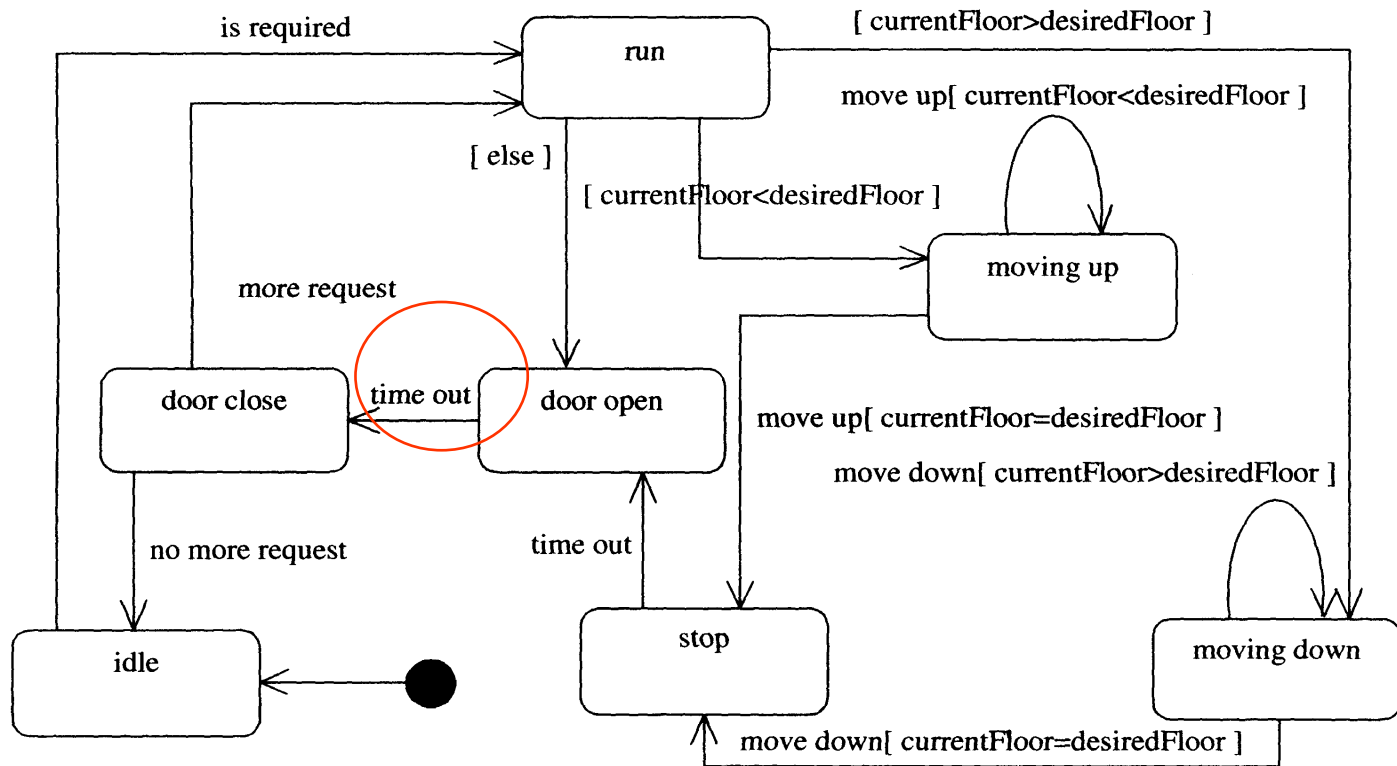 is required
run
[ currentFloor>desiredFloor ]
move up[ currentFloor<desiredFloor ]
[ else ]
[ currentFloor<desiredFloor ]
moving up
more request
door close
time out
door open
move up[ currentFloor=desiredFloor ]
move down[ currentFloor>desiredFloor ]
no more request
time out
idle
stop
moving down
move down[ currentFloor=desiredFloor ]